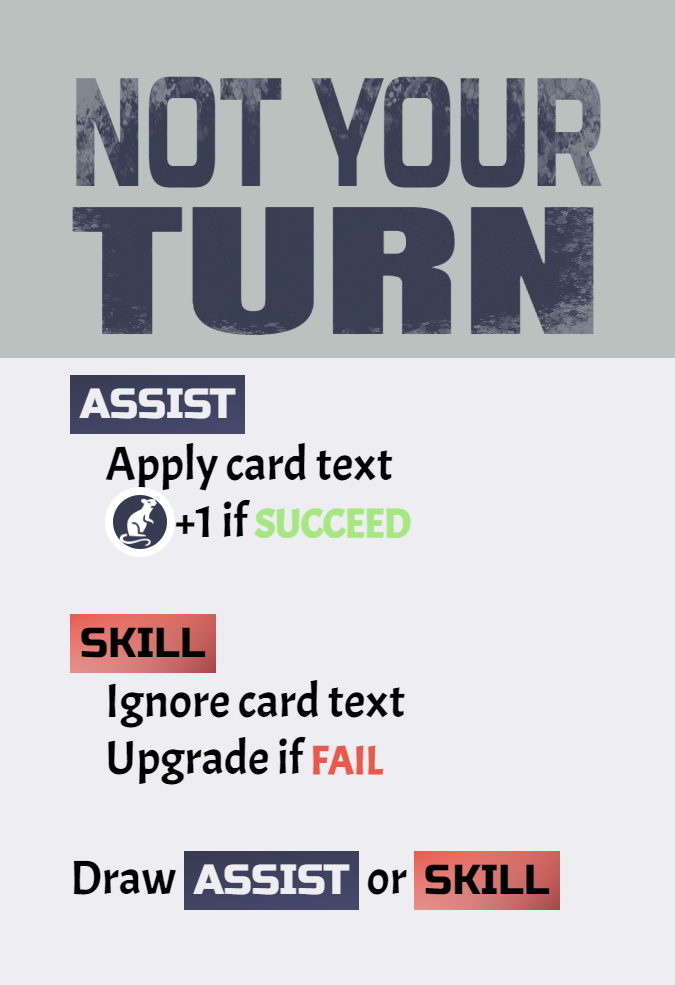 NOT YOUR
TURN
ASSIST
Apply card text
+1 if SUCCEED
SKILL
Ignore card text
Upgrade if FAIL
Draw ASSIST or SKILL